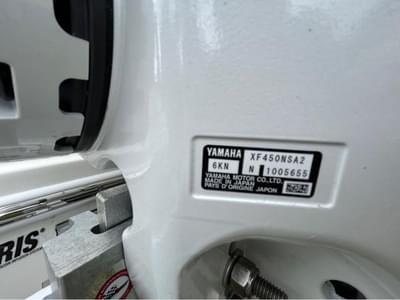 YAMAHA XF450NSA2
6KN N 1005655
YAMAHA MOTOR CO.,LTD.
MADE IN JAPAN
PAYS D'ORIGINE JAPON
RIS